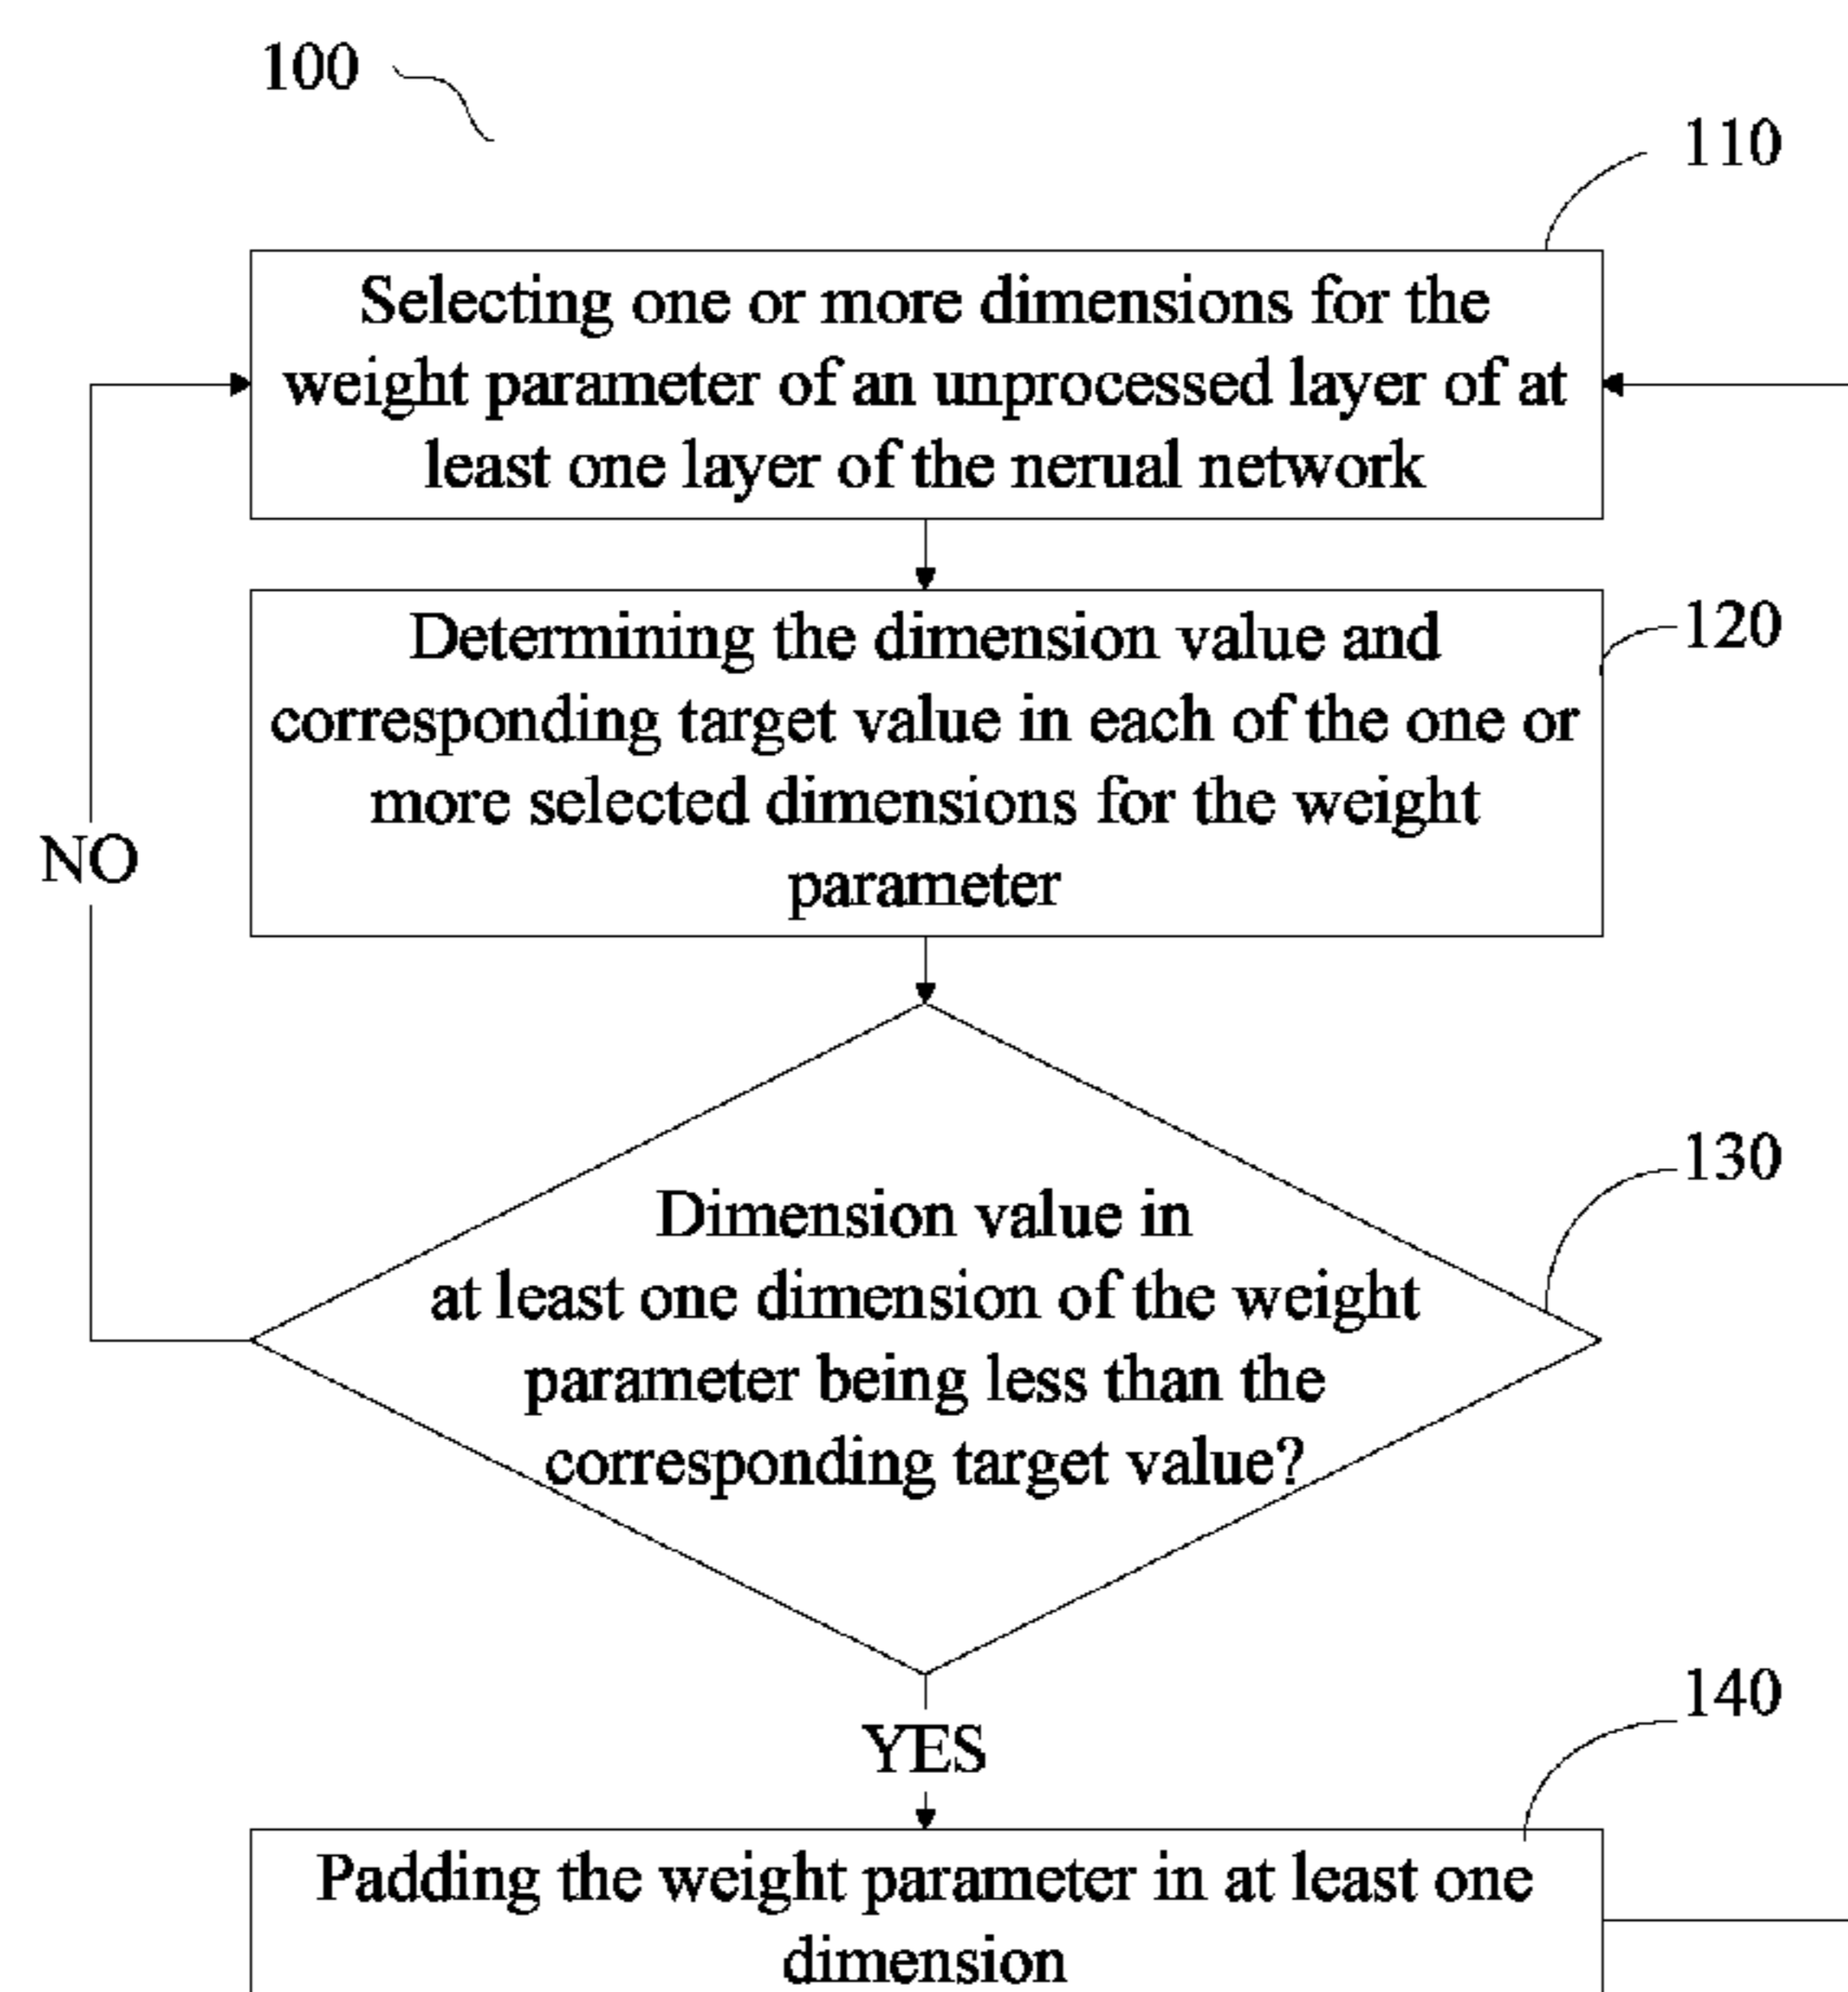 100
110
Selecting one or more dimensions for the
weight parameter of an unprocessed layer of at
least one layer of the nerual network
120
Determining the dimension value and
corresponding target value in each of the one or
more selected dimensions for the weight
parameter
NO
130
Dimension value in
at least one dimension of the weight
parameter being less than the
corresponding target value?
YES
140
Padding the weight parameter in at least one
dimension